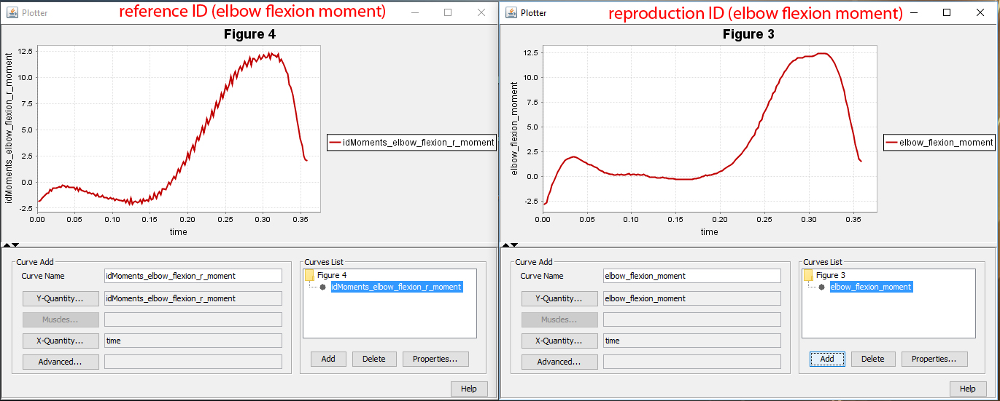 Plotter
reference ID (elbow flexion moment)
Figure 4
idMoments_elbow_flexion_r_moment
12.5
10.0
7.5
5.0
2.5
0.0
-2.5
0.00 0.05 0.10 0.15 0.20 0.25 0.30 0.35
time
idMoments_elbow_flexion_r_moment
Curve Add
Curve Name idMoments_elbow_flexion_r_moment
Y-Quantity... idMoments_elbow_flexion_r_moment
Muscles...
X-Quantity... time
Advanced...
Curves List
Figure 4
idMoments_elbow_flexion_r_moment
Add Delete Properties...
Help
Plotter
reproduction ID (elbow flexion moment)
Figure 3
elbow_flexion_moment
12.5
10.0
7.5
5.0
2.5
0.0
-2.5
0.00 0.05 0.10 0.15 0.20 0.25 0.30 0.35
time
elbow_flexion_moment
Curve Add
Curve Name elbow_flexion_moment
Y-Quantity... elbow_flexion_moment
Muscles...
X-Quantity... time
Advanced...
Curves List
Figure 3
elbow_flexion_moment
Add Delete Properties...
Help